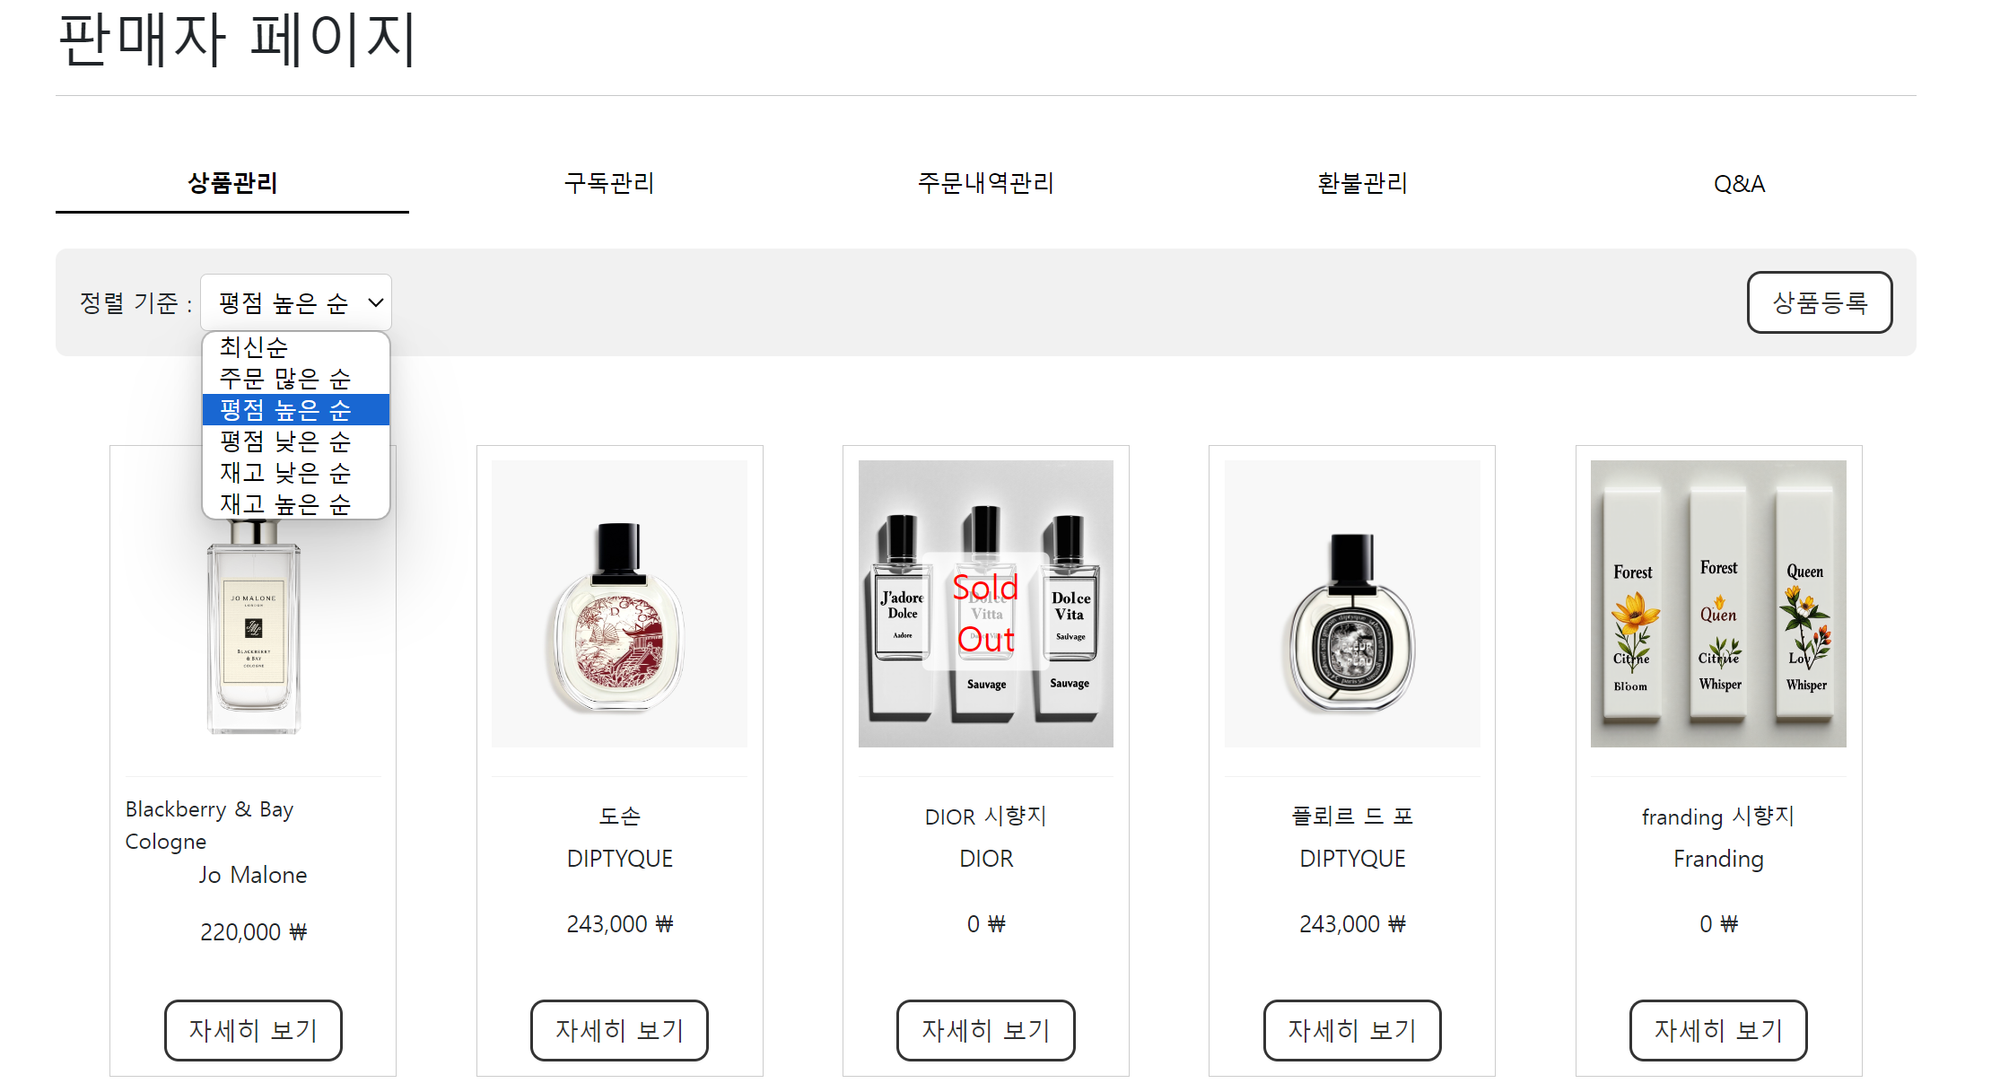 판매자 페이지
상품관리
구독관리
주문내역관리
환불관리
Q&A
정렬 기준 :
평점 높은 순
상품등록
최신순
주문 많은 순
평점 높은 순
평점 낮은 순
재고 낮은 순
재고 높은 순
JO MALONE
LONDON
BLACKBERRY
& BAY
COLOGNE
Blackberry & Bay
Cologne
Jo Malone
220,000 ₩
자세히 보기
도손
DIPTYQUE
243,000 ₩
자세히 보기
J'adore
Dolce
Aadore
Dolce
Vitta
Sauvage
Dolce
Vita
Sauvage
Sauvage
Sold
Out
DIOR 시향지
DIOR
0 ₩
자세히 보기
플뢰르 드 포
DIPTYQUE
243,000 ₩
자세히 보기
Forest
Citrne
Bloom
Forest
Quen
Whisper
Queen
Lov
Whisper
franding 시향지
Franding
0 ₩
자세히 보기